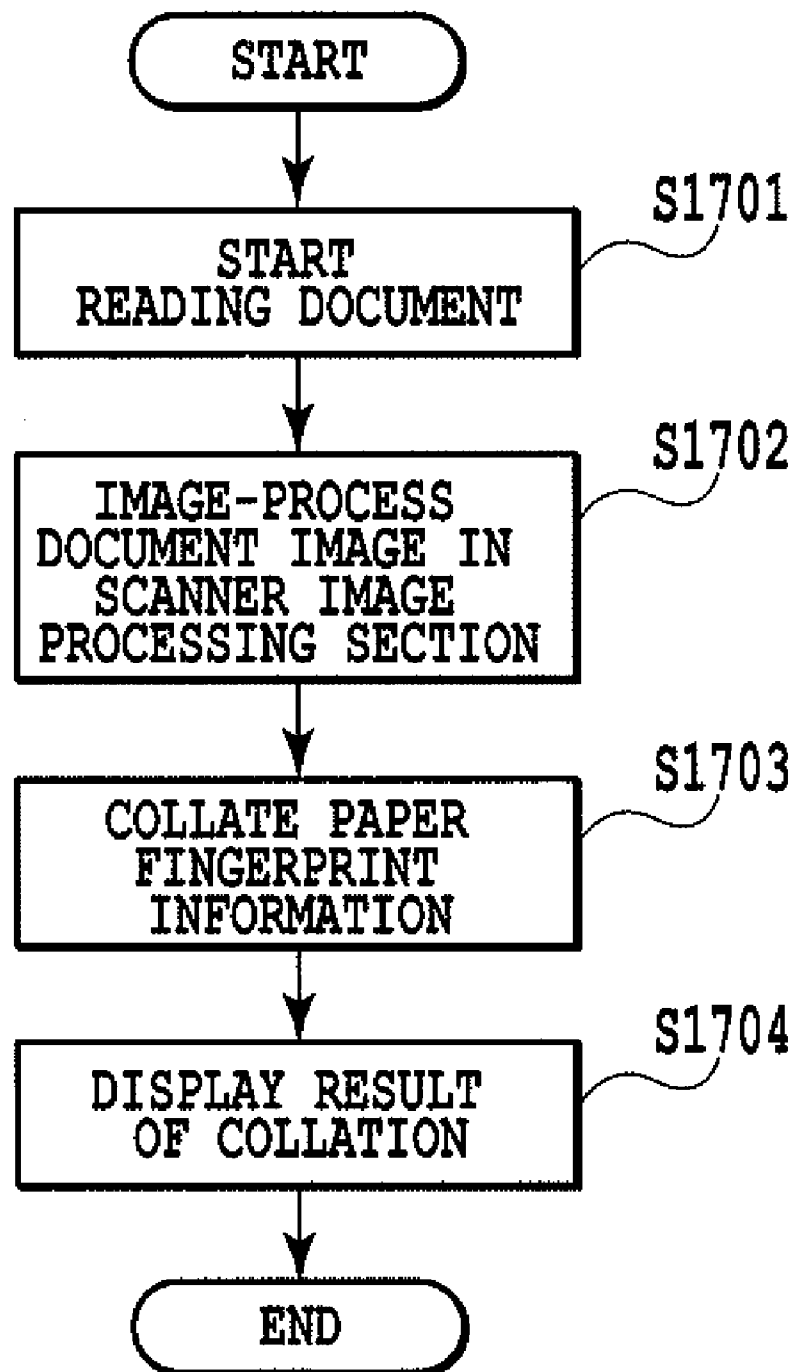 START
S1701
START
READING DOCUMENT
S1702
IMAGE-PROCESS
DOCUMENT IMAGE IN
SCANNER IMAGE
PROCESSING SECTION
S1703
COLLATE PAPER
FINGERPRINT
INFORMATION
S1704
DISPLAY RESULT
OF COLLATION
END